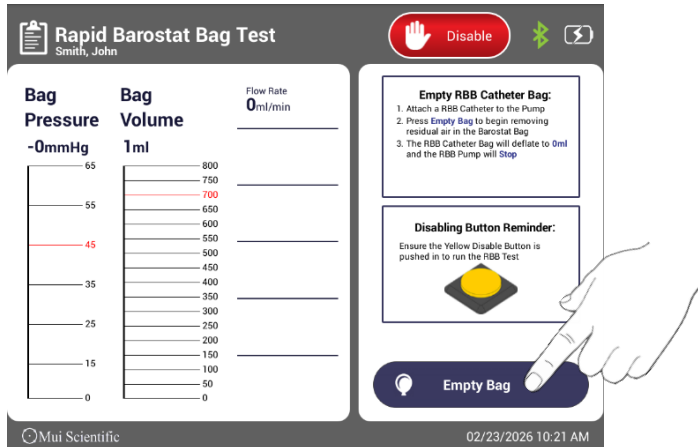 Rapid Barostat Bag Test
Smith, John
Disable
Bag
Pressure
-0mmHg
65
55
45
35
25
15
0
Bag
Volume
1ml
800
750
700
650
600
550
500
450
400
350
300
250
200
150
100
50
0
Flow Rate
0ml/min
Empty RBB Catheter Bag:
1. Attach a RBB Catheter to the Pump
2. Press Empty Bag to begin removing
residual air in the Barostat Bag
3. The RBB Catheter Bag will deflate to 0ml
and the RBB Pump will Stop
Disabling Button Reminder:
Ensure the Yellow Disable Button is
pushed in to run the RBB Test
Empty Bag
Mui Scientific
02/23/2026 10:21 AM